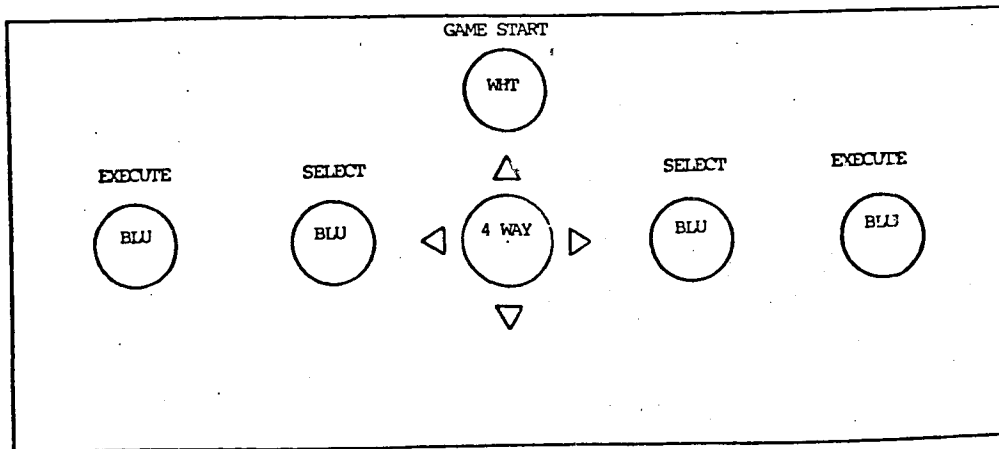 GAME START
WHT
EXECUTE SELECT SELECT EXECUTE
BLU BLU 4 WAY BLU BLU